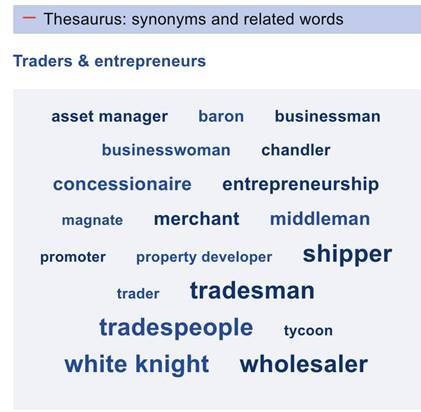 Thesaurus: synonyms and related words
Traders & entrepreneurs
asset manager baron businessman
businesswoman chandler
concessionaire entrepreneurship
magnate merchant middleman
promoter property developer shipper
trader tradesman
tradespeople tycoon
white knight wholesaler